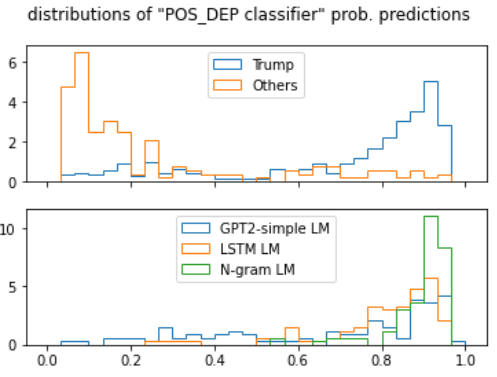 distributions of "POS_DEP classifier" prob. predictions
6
4
2
0
Trump
Others
10
5
0
GPT2-simple LM
LSTM LM
N-gram LM
0.0 0.2 0.4 0.6 0.8 1.0